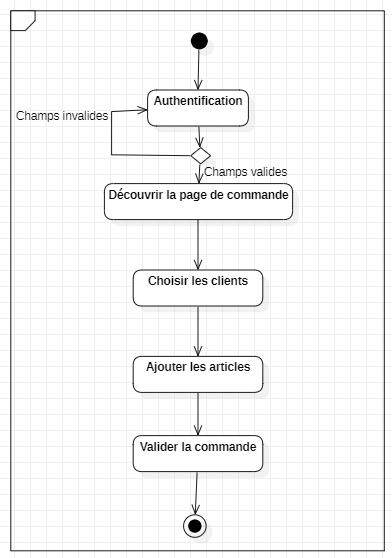 Authentification
Champs invalides
Champs valides
Découvrir la page de commande
Choisir les clients
Ajouter les articles
Valider la commande